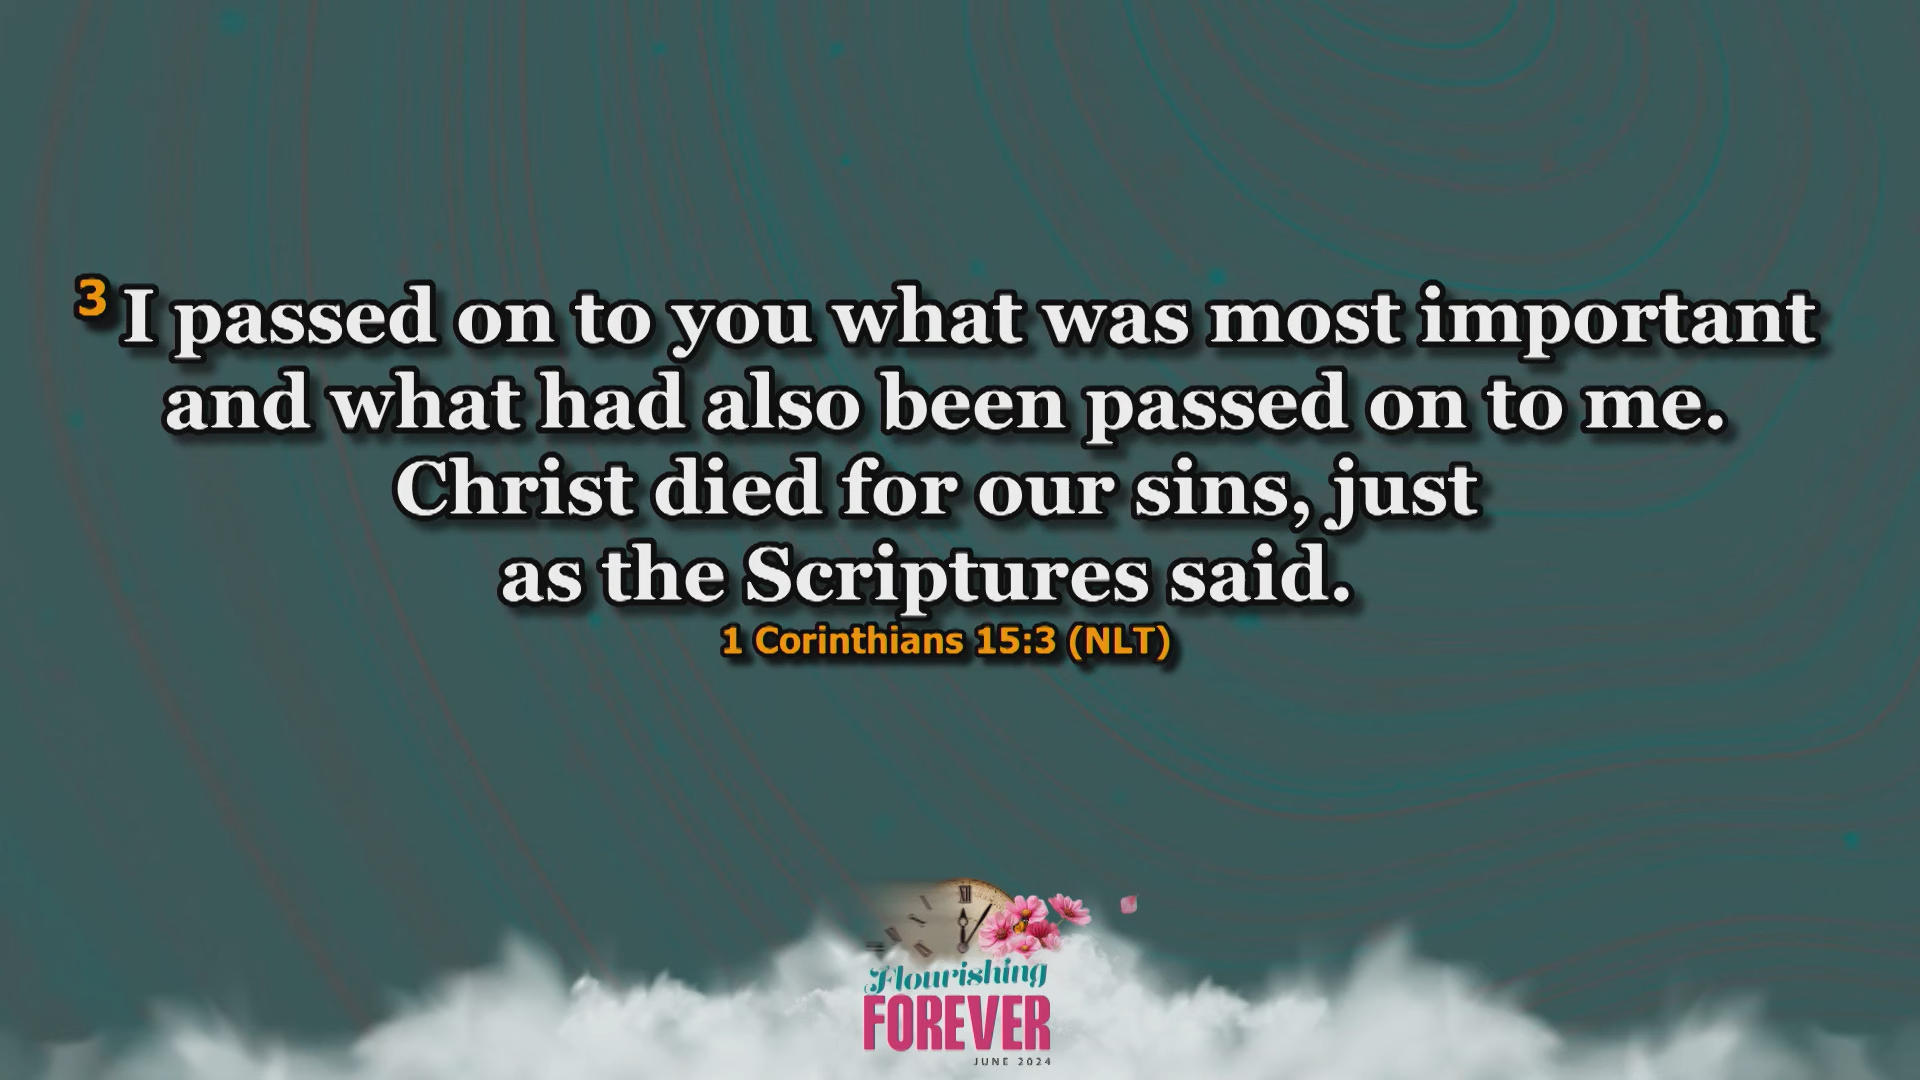 3 I passed on to you what was most important
and what had also been passed on to me.
Christ died for our sins, just
as the Scriptures said.
1 Corinthians 15:3 (NLT)
XII
Flourishing
FOREVER
JUNE 2024